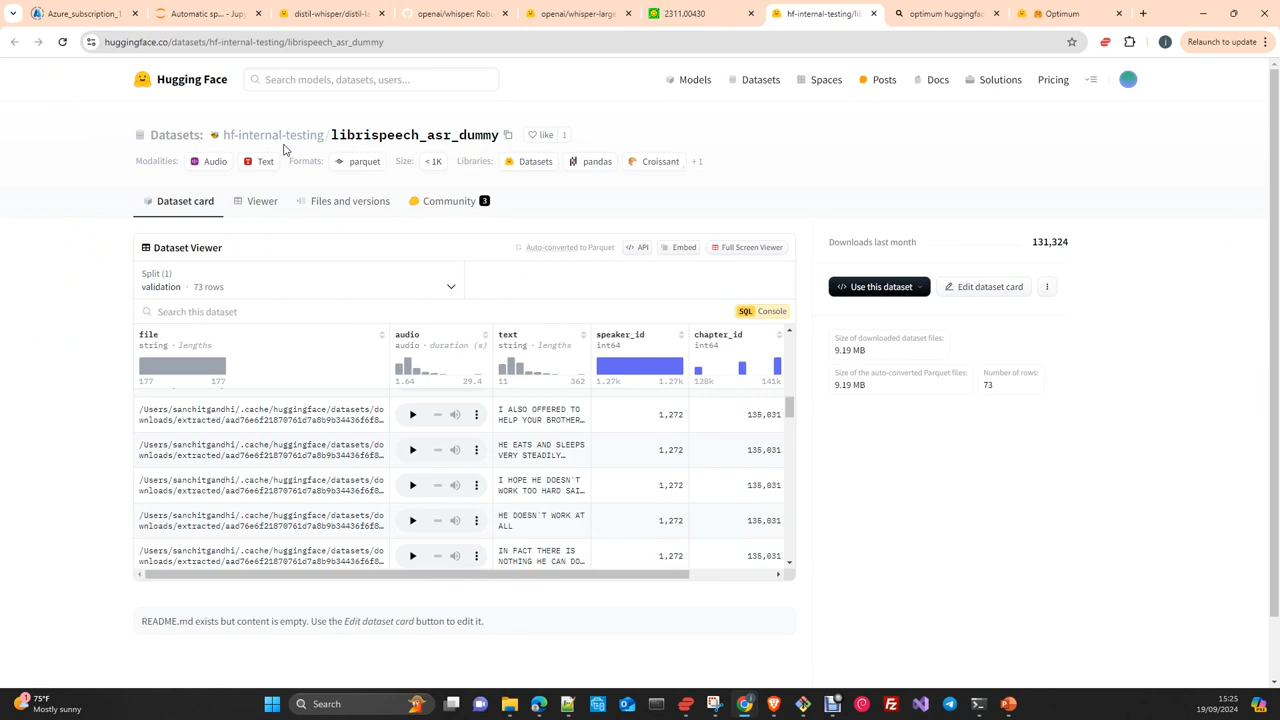 Azure_subscription_1
Automatic sp... - Jupy
distil-whisper/distil-la
openai/whisper: Robu
openai/whisper-large
2311.00430
hf-internal-testing/lib
optimum huggingfac
Optimum
huggingface.co/datasets/hf-internal-testing/librispeech_asr_dummy
Relaunch to update
Hugging Face
Search models, datasets, users...
Models
Datasets
Spaces
Posts
Docs
Solutions
Pricing
Datasets: hf-internal-testing/librispeech_asr_dummy
like 1
Modalities: Audio Text Formats: parquet Size: < 1K Libraries: Datasets pandas Croissant + 1
Dataset card
Viewer
Files and versions
Community 3
Dataset Viewer
Auto-converted to Parquet
API
Embed
Full Screen Viewer
Split (1)
validation · 73 rows
Search this dataset
SQL Console
file
string · lengths
177 177
audio
audio · duration (s)
1.64 29.4
text
string · lengths
11 362
speaker_id
int64
1.27k 1.27k
chapter_id
int64
128k 141k
/Users/sanchitgandhi/.cache/huggingface/datasets/do
wnloads/extracted/aad76e6f21870761d7a8b9b34436f6f8…
I ALSO OFFERED TO
HELP YOUR BROTHER…
1,272
135,031
/Users/sanchitgandhi/.cache/huggingface/datasets/do
wnloads/extracted/aad76e6f21870761d7a8b9b34436f6f8…
HE EATS AND SLEEPS
VERY STEADILY…
1,272
135,031
/Users/sanchitgandhi/.cache/huggingface/datasets/do
wnloads/extracted/aad76e6f21870761d7a8b9b34436f6f8…
I HOPE HE DOESN'T
WORK TOO HARD SAI…
1,272
135,031
/Users/sanchitgandhi/.cache/huggingface/datasets/do
wnloads/extracted/aad76e6f21870761d7a8b9b34436f6f8…
HE DOESN'T WORK AT
ALL
1,272
135,031
/Users/sanchitgandhi/.cache/huggingface/datasets/do
wnloads/extracted/aad76e6f21870761d7a8b9b34436f6f8…
IN FACT THERE IS
NOTHING HE CAN DO…
1,272
135,031
README.md exists but content is empty. Use the Edit dataset card button to edit it.
Downloads last month
131,324
Use this dataset
Edit dataset card
Size of downloaded dataset files:
9.19 MB
Size of the auto-converted Parquet files:
9.19 MB
Number of rows:
73
75°F
Mostly sunny
Search
15:25
19/09/2024